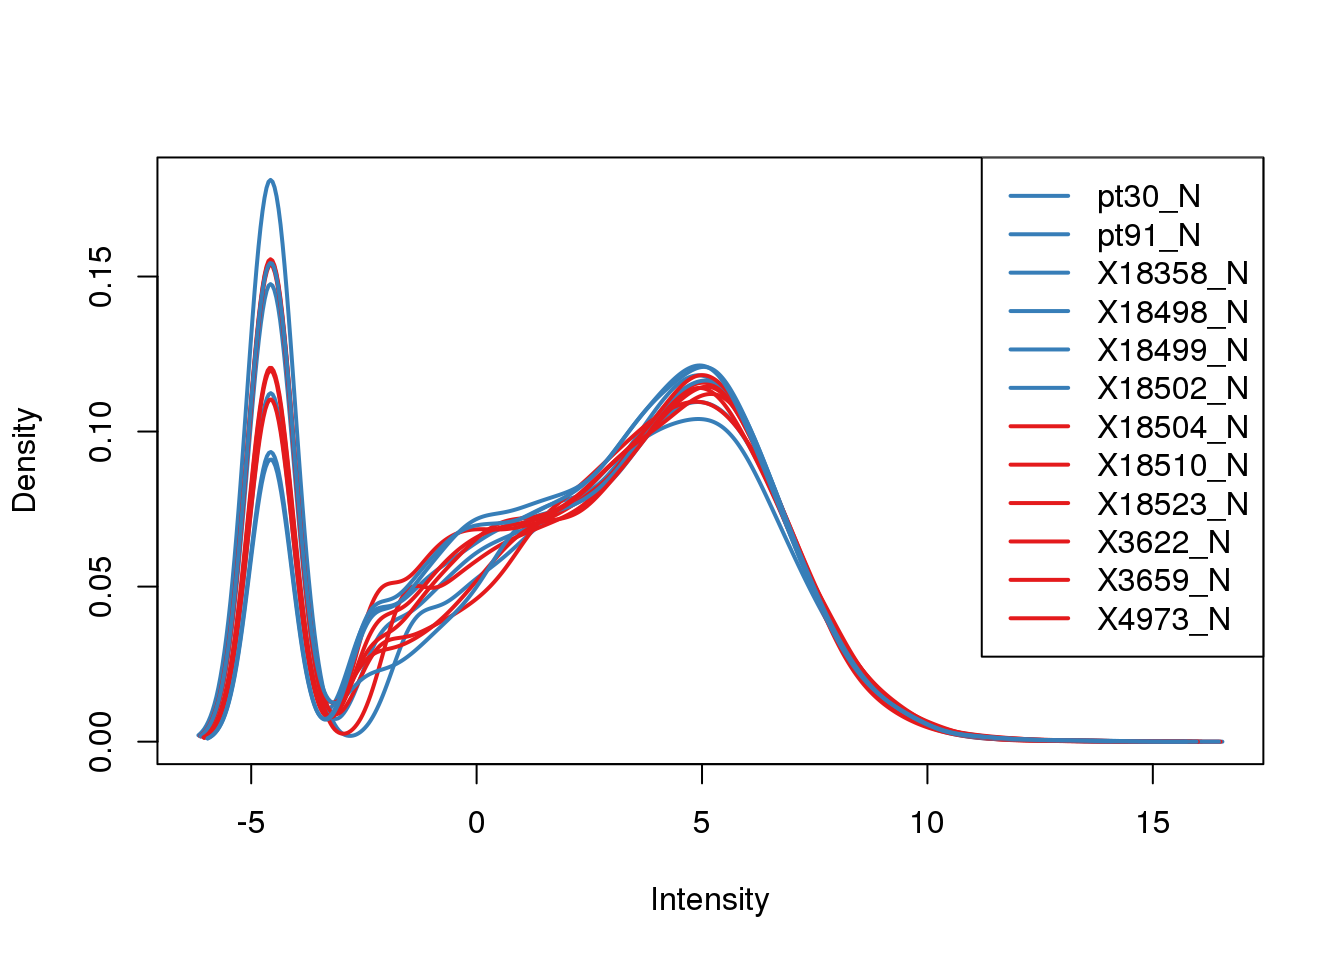 pt30_N
pt91_N
X18358_N
X18498_N
X18499_N
X18502_N
X18504_N
X18510_N
X18523_N
X3622_N
X3659_N
X4973_N
Density
0.15
0.10
0.05
0.00
-5 0 5 10 15
Intensity